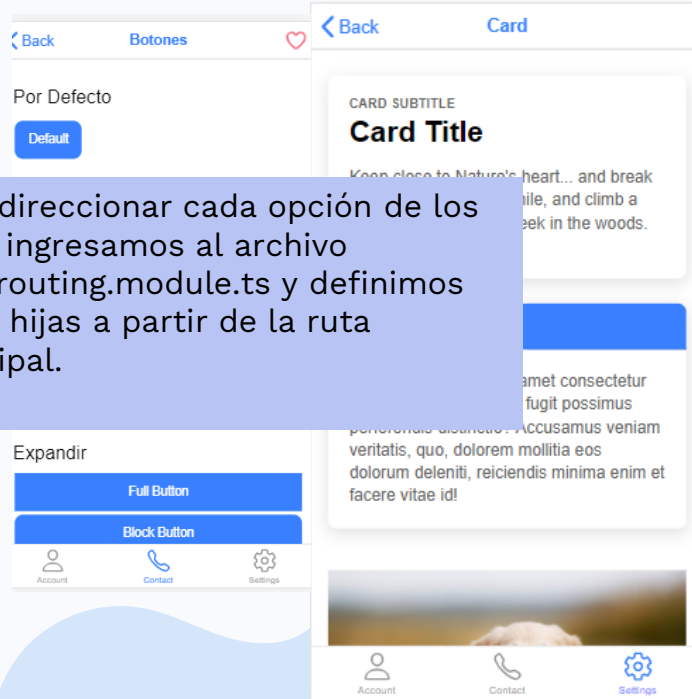 Back
Botones
Por Defecto
Default
direccionar cada opción de los
ingresamos al archivo
routing.module.ts y definimos
hijas a partir de la ruta
ipal.
Expandir
Full Button
Block Button
Account
Contact
Settings
Back
Card
CARD SUBTITLE
Card Title
Keep close to Nature's heart... and break
ile, and climb a
eek in the woods.
amet consectetur
fugit possimus
Accusamus veniam
veritatis, quo, dolorem mollitia eos
dolorum deleniti, reiciendis minima enim et
facere vitae id!
Account
Contact
Settings